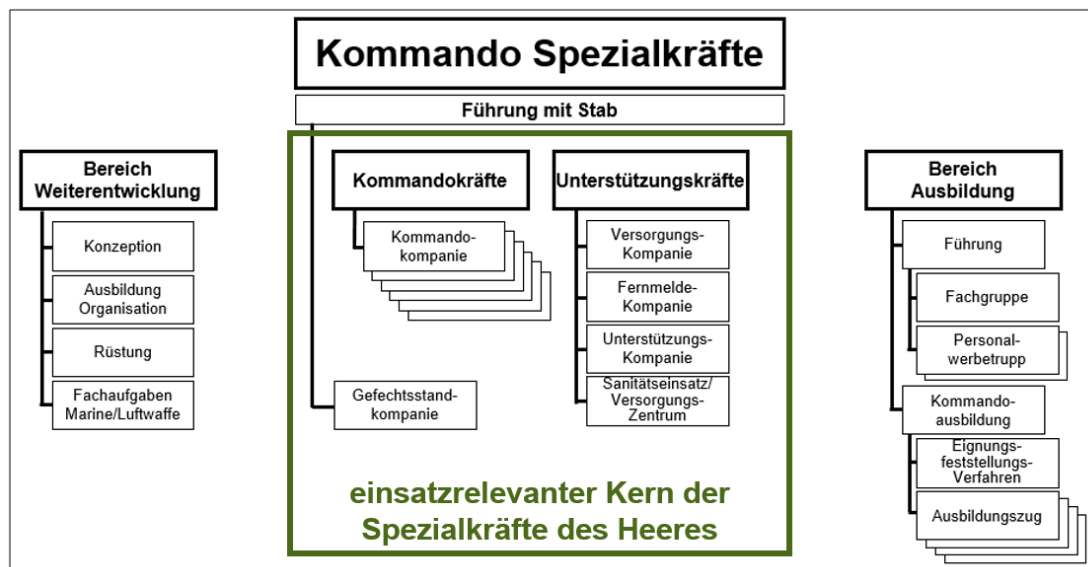 Kommando Spezialkräfte
Führung mit Stab
Bereich
Weiterentwicklung
Konzeption
Ausbildung
Organisation
Rüstung
Fachaufgaben
Marine/Luftwaffe
Kommandokräfte
Kommando-
kompanie
Gefechtsstand-
kompanie
Unterstützungskräfte
Versorgungs-
Kompanie
Fernmelde-
Kompanie
Unterstützungs-
Kompanie
Sanitätseinsatz/
Versorgungs-
Zentrum
einsatzrelevanter Kern der
Spezialkräfte des Heeres
Bereich
Ausbildung
Führung
Fachgruppe
Personal-
werbetrupp
Kommando-
ausbildung
Eignungs-
feststellungs-
Verfahren
Ausbildungszug